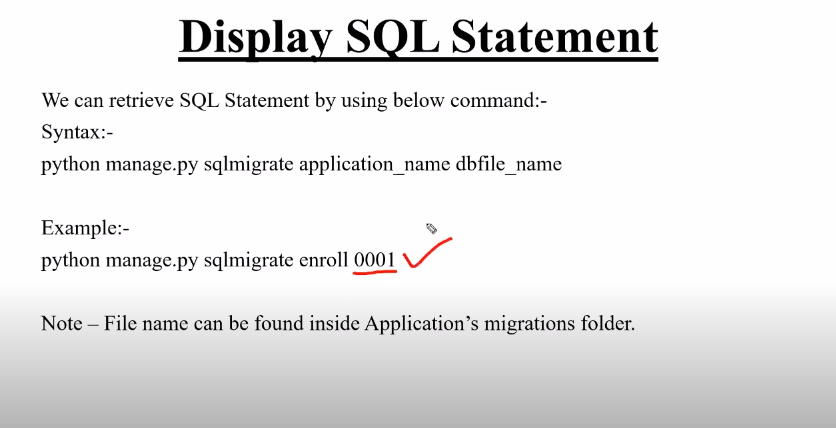 Display SQL Statement
We can retrieve SQL Statement by using below command:-
Syntax:-
python manage.py sqlmigrate application_name dbfile_name
Example:-
python manage.py sqlmigrate enroll 0001
Note – File name can be found inside Application’s migrations folder.